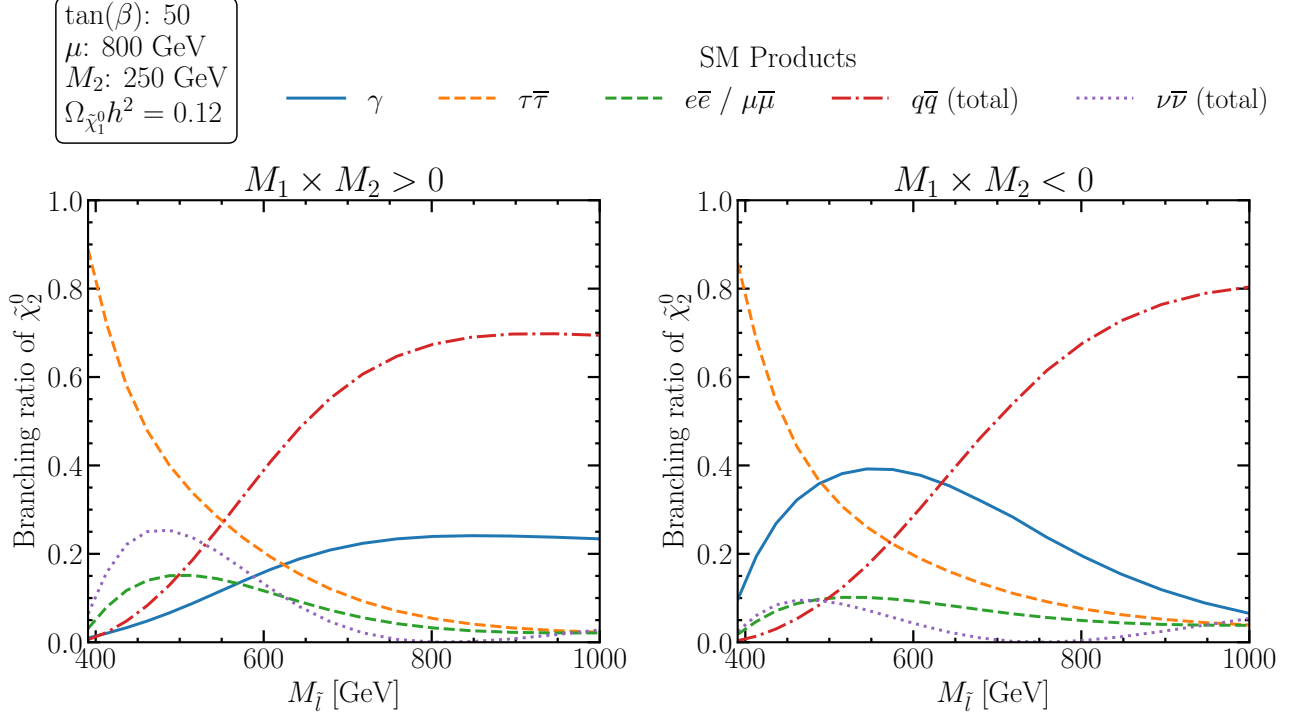 tan(β): 50
μ: 800 GeV
M₂: 250 GeV
Ω_χ̃₁⁰ h² = 0.12
SM Products
γ
ττ̅
ee̅ / μμ̅
qq̅ (total)
νν̅ (total)
M₁ × M₂ > 0
Branching ratio of χ̃₂⁰
1.0
0.8
0.6
0.4
0.2
0.0
400 600 800 1000
M_l̃ [GeV]
M₁ × M₂ < 0
Branching ratio of χ̃₂⁰
1.0
0.8
0.6
0.4
0.2
0.0
400 600 800 1000
M_l̃ [GeV]